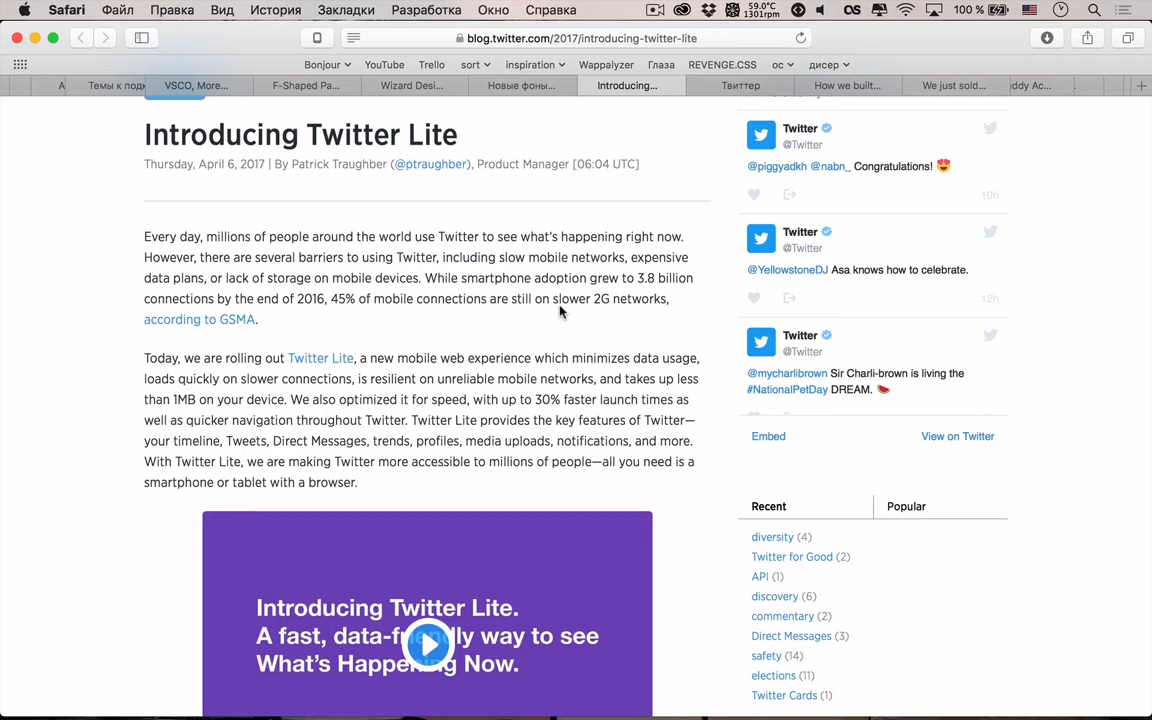 Safari Файл Правка Вид История Закладки Разработка Окно Справка 59.0°C 1301rpm 100 %
blog.twitter.com/2017/introducing-twitter-lite
Bonjour YouTube Trello sort inspiration Wappalyzer Глаза REVENGE.CSS ос дисер
А Темы к подк VSCO, More... F-Shaped Pa... Wizard Desi... Новые фоны... Introducing... Твиттер How we built... We just sold... ddy Ac...
Introducing Twitter Lite
Thursday, April 6, 2017 | By Patrick Traughber (@ptraughber), Product Manager [06:04 UTC]
Every day, millions of people around the world use Twitter to see what's happening right now.
However, there are several barriers to using Twitter, including slow mobile networks, expensive
data plans, or lack of storage on mobile devices. While smartphone adoption grew to 3.8 billion
connections by the end of 2016, 45% of mobile connections are still on slower 2G networks,
according to GSMA.
Today, we are rolling out Twitter Lite, a new mobile web experience which minimizes data usage,
loads quickly on slower connections, is resilient on unreliable mobile networks, and takes up less
than 1MB on your device. We also optimized it for speed, with up to 30% faster launch times as
well as quicker navigation throughout Twitter. Twitter Lite provides the key features of Twitter—
your timeline, Tweets, Direct Messages, trends, profiles, media uploads, notifications, and more.
With Twitter Lite, we are making Twitter more accessible to millions of people—all you need is a
smartphone or tablet with a browser.
Introducing Twitter Lite.
A fast, data-friendly way to see
What's Happening Now.
Twitter
@Twitter
@piggyadkh @nabn_ Congratulations! 😍
10h
Twitter
@Twitter
@YellowstoneDJ Asa knows how to celebrate.
12h
Twitter
@Twitter
@mycharlibrown Sir Charli-brown is living the
#NationalPetDay DREAM. 🍉
Embed View on Twitter
Recent Popular
diversity (4)
Twitter for Good (2)
API (1)
discovery (6)
commentary (2)
Direct Messages (3)
safety (14)
elections (11)
Twitter Cards (1)